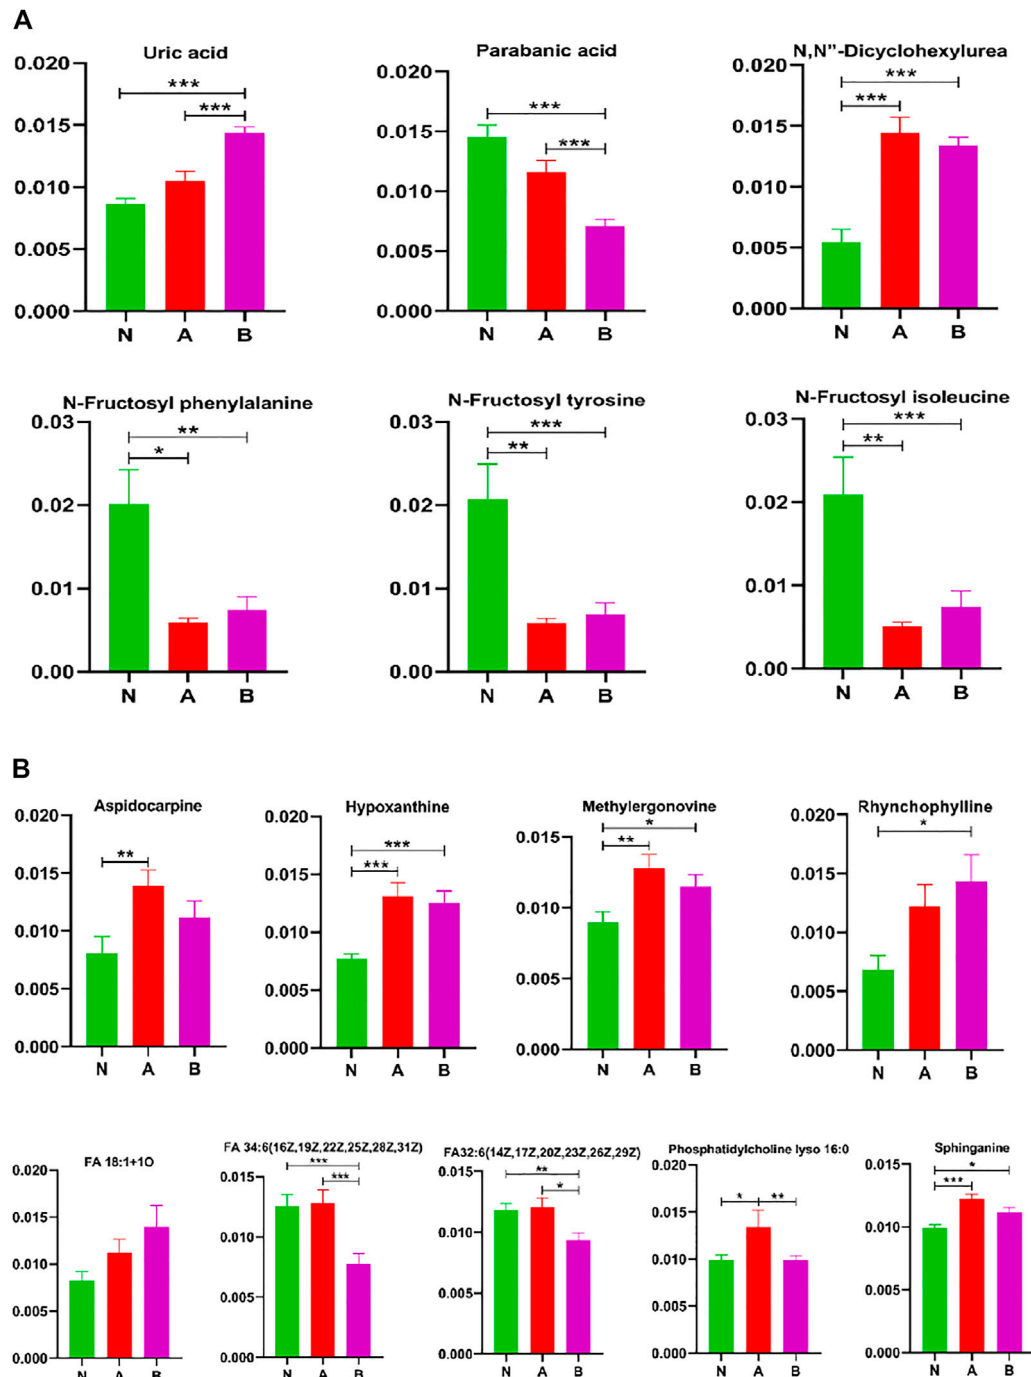 A
Uric acid
0.020
0.015
0.010
0.005
0.000
***
***
N A B
Parabanic acid
0.020
0.015
0.010
0.005
0.000
***
***
N A B
N,N”-Dicyclohexylurea
0.020
0.015
0.010
0.005
0.000
***
***
N A B
N-Fructosyl phenylalanine
0.03
0.02
0.01
0.00
**
*
N A B
N-Fructosyl tyrosine
0.03
0.02
0.01
0.00
***
**
N A B
N-Fructosyl isoleucine
0.03
0.02
0.01
0.00
***
**
N A B
B
Aspidocarpine
0.020
0.015
0.010
0.005
0.000
**
N A B
Hypoxanthine
0.020
0.015
0.010
0.005
0.000
***
***
N A B
Methylergonovine
0.015
0.010
0.005
0.000
*
**
N A B
Rhynchophylline
0.020
0.015
0.010
0.005
0.000
*
N A B
FA 18:1+1O
0.020
0.015
0.010
0.005
0.000
N A B
FA 34:6(16Z,19Z,22Z,25Z,28Z,31Z)
0.015
0.010
0.005
0.000
***
***
N A B
FA32:6(14Z,17Z,20Z,23Z,26Z,29Z)
0.015
0.010
0.005
0.000
**
*
N A B
Phosphatidylcholine lyso 16:0
0.020
0.015
0.010
0.005
0.000
* **
N A B
Sphinganine
0.015
0.010
0.005
0.000
*
***
N A B